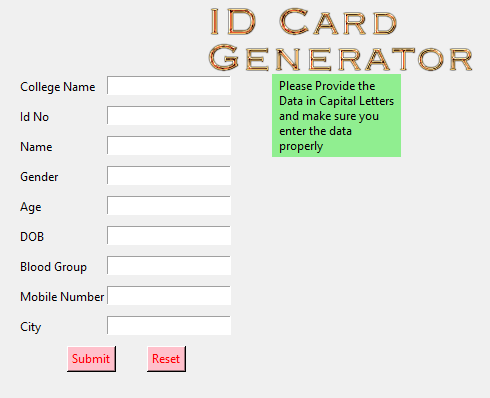 ID Card
Generator
College Name
Please Provide the
Data in Capital Letters
and make sure you
enter the data
properly
Id No
Name
Gender
Age
DOB
Blood Group
Mobile Number
City
Submit
Reset